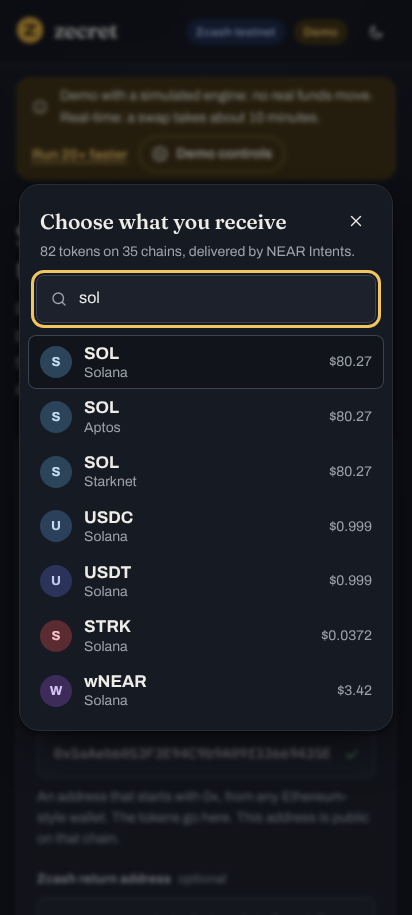 Z zecret
Zcash testnet
Demo
Demo with a simulated engine: no real funds move.
Real-time: a swap takes about 10 minutes.
Run 20× faster
Demo controls
Choose what you receive
82 tokens on 35 chains, delivered by NEAR Intents.
sol
S SOL $80.27
Solana
S SOL $80.27
Aptos
S SOL $80.27
Starknet
U USDC $0.999
Solana
U USDT $0.999
Solana
S STRK $0.0372
Solana
W wNEAR $3.42
Solana
An address that starts with 0x, from any Ethereum-
style wallet. The tokens go here. This address is public
on that chain.
Zcash return address optional